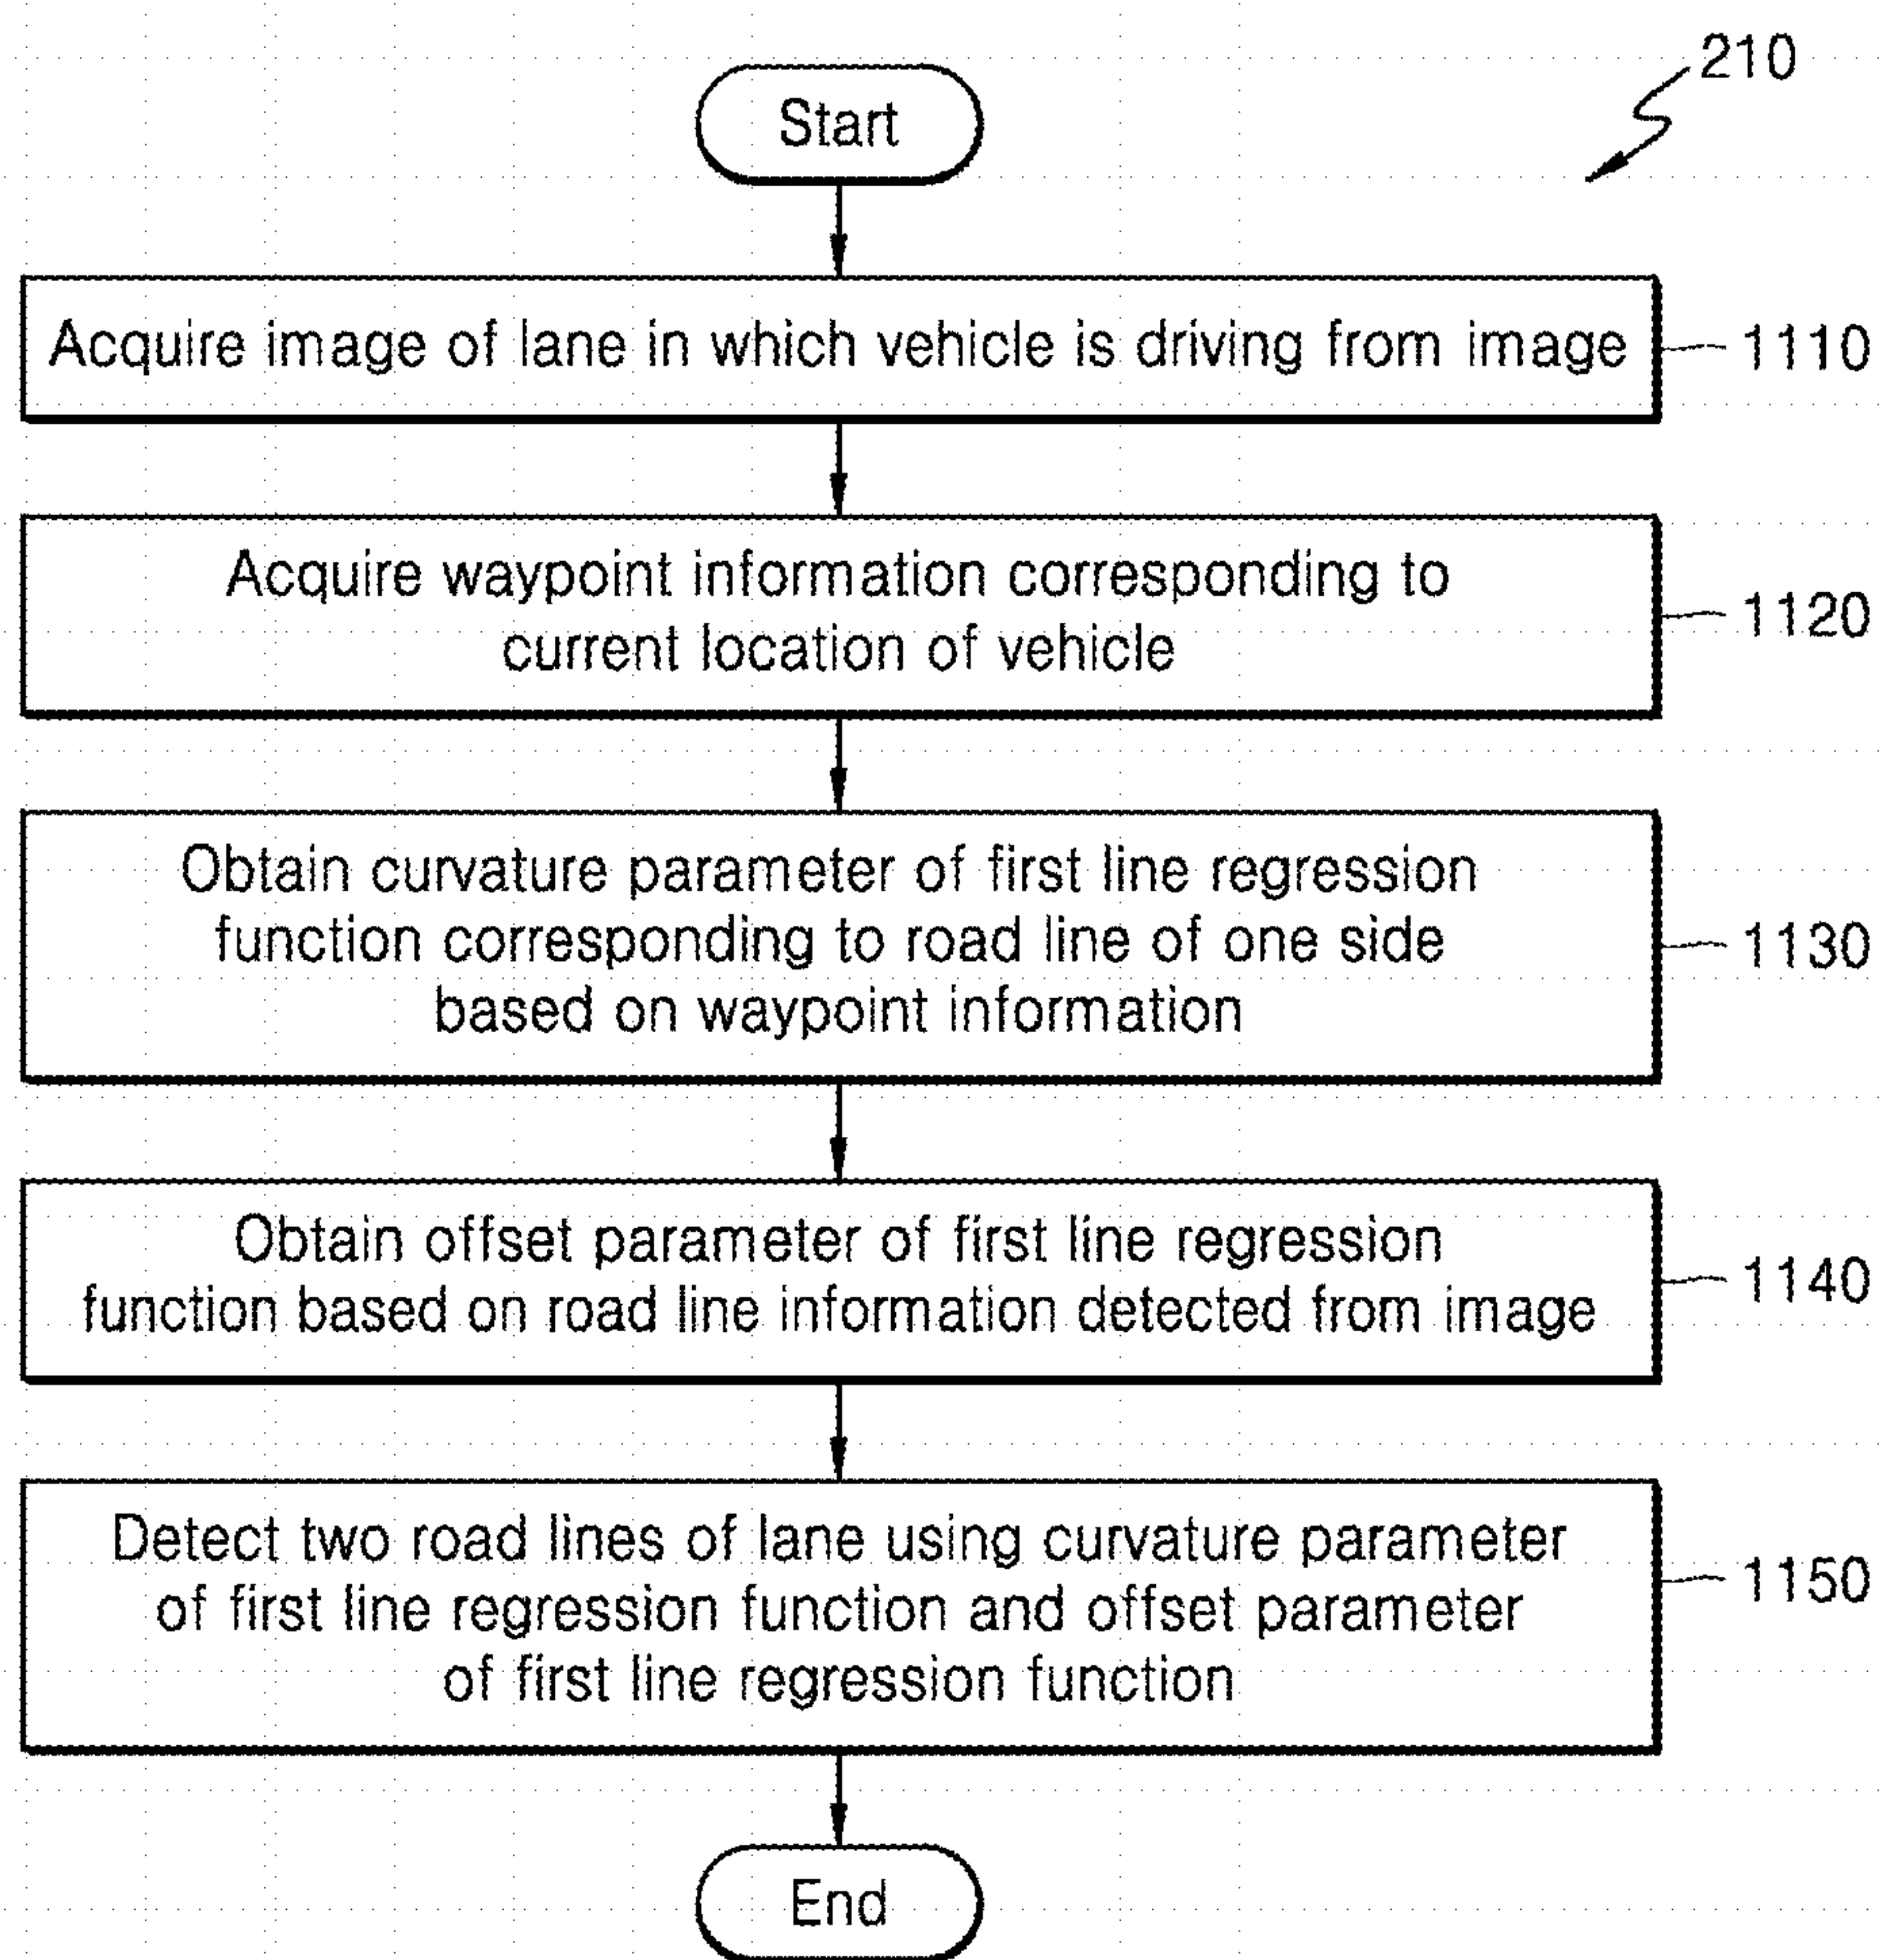 210
Start
Acquire image of lane in which vehicle is driving from image
1110
Acquire waypoint information corresponding to
current location of vehicle
1120
Obtain curvature parameter of first line regression
function corresponding to road line of one side
based on waypoint information
1130
Obtain offset parameter of first line regression
function based on road line information detected from image
1140
Detect two road lines of lane using curvature parameter
of first line regression function and offset parameter
of first line regression function
1150
End